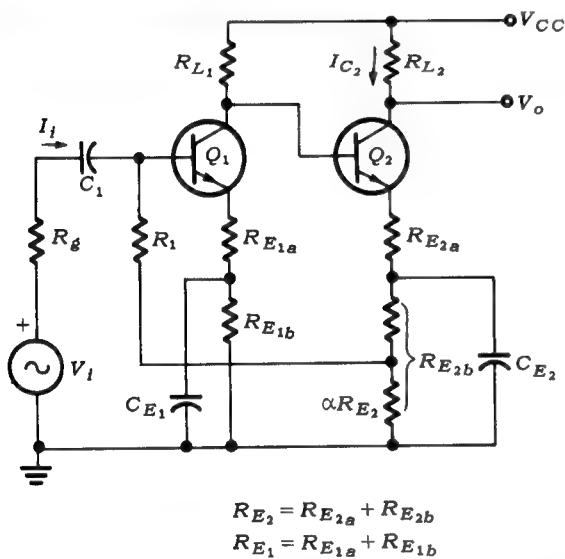 V_CC
R_L1
I_C2
R_L2
V_o
I_i
Q_1
Q_2
C_1
R_g
R_1
R_E1a
R_E2a
+
V_i
R_E1b
R_E2b
C_E2
C_E1
αR_E2
R_E2 = R_E2a + R_E2b
R_E1 = R_E1a + R_E1b